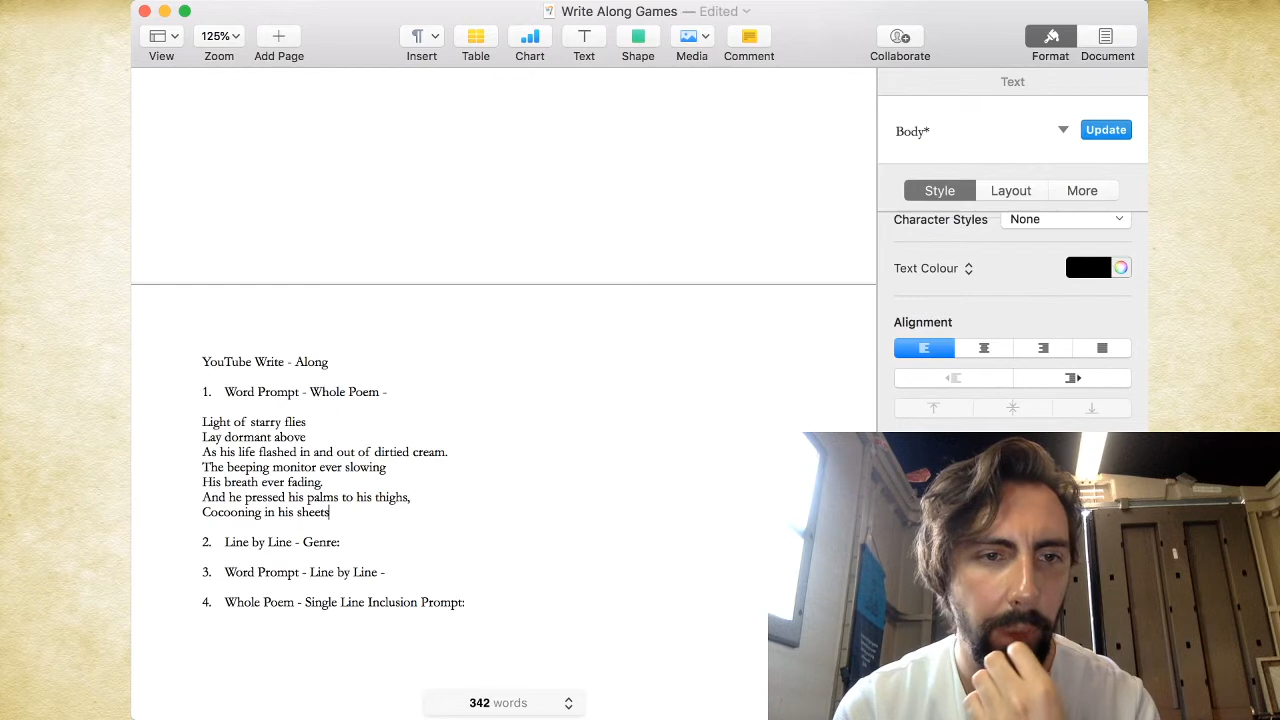 Write Along Games — Edited
125%
View
Zoom
Add Page
Insert
Table
Chart
Text
Shape
Media
Comment
Collaborate
Format
Document
Text
Body*
Update
Style
Layout
More
Character Styles
None
Text Colour
Alignment
YouTube Write - Along
1. Word Prompt - Whole Poem -
Light of starry flies
Lay dormant above
As his life flashed in and out of dirtied cream.
The beeping monitor ever slowing
His breath ever fading.
And he pressed his palms to his thighs,
Cocooning in his sheets
2. Line by Line - Genre:
3. Word Prompt - Line by Line -
4. Whole Poem - Single Line Inclusion Prompt:
342 words